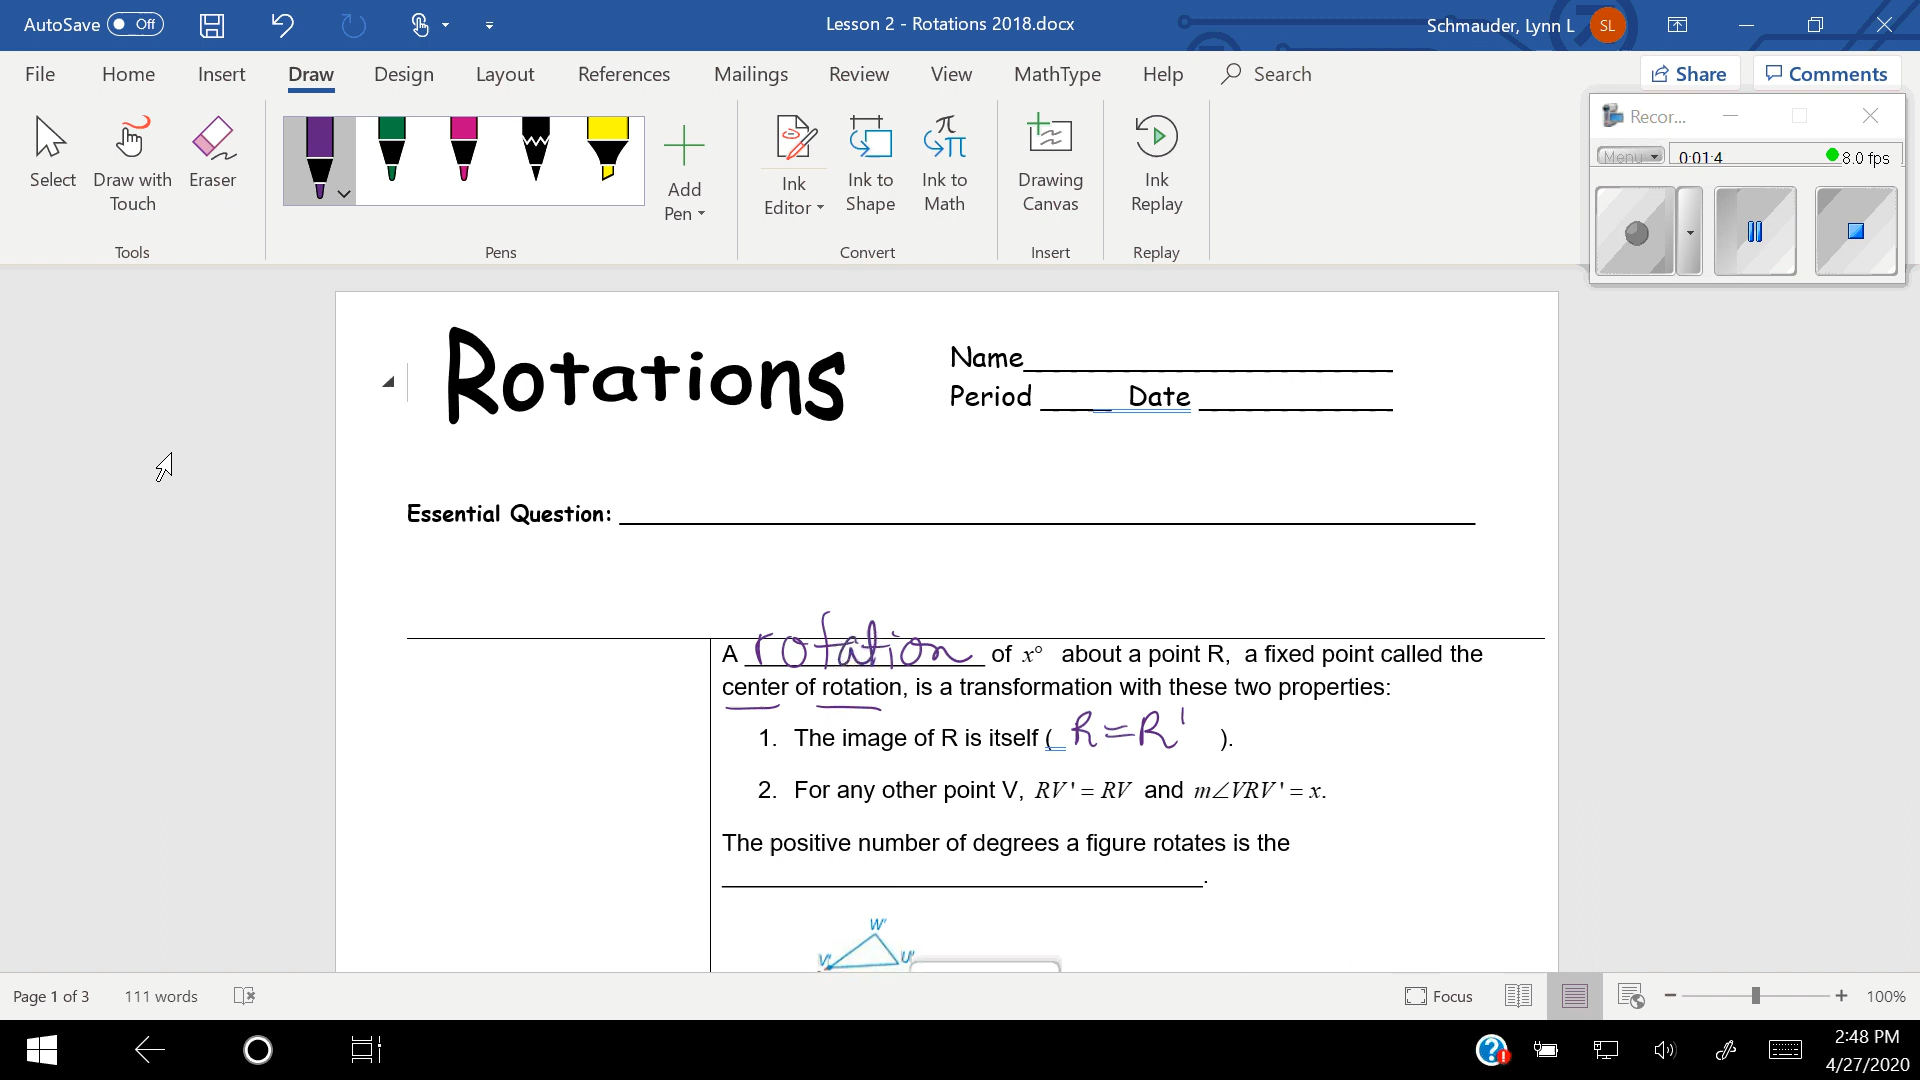 AutoSave Off Lesson 2 - Rotations 2018.docx Schmauder, Lynn L SL
File Home Insert Draw Design Layout References Mailings Review View MathType Help Search Share Comments
Recor...
Menu 0:01:4 8.0 fps
Select Draw with Touch Eraser Add Pen Ink Editor Ink to Shape Ink to Math Drawing Canvas Ink Replay
Tools Pens Convert Insert Replay
Rotations
Name
Period Date
Essential Question:
A rotation of x° about a point R, a fixed point called the
center of rotation, is a transformation with these two properties:
1. The image of R is itself ( R=R' ).
2. For any other point V, RV' = RV and m∠VRV' = x.
The positive number of degrees a figure rotates is the
.
W'
V' U'
Page 1 of 3 111 words Focus 100%
2:48 PM
4/27/2020